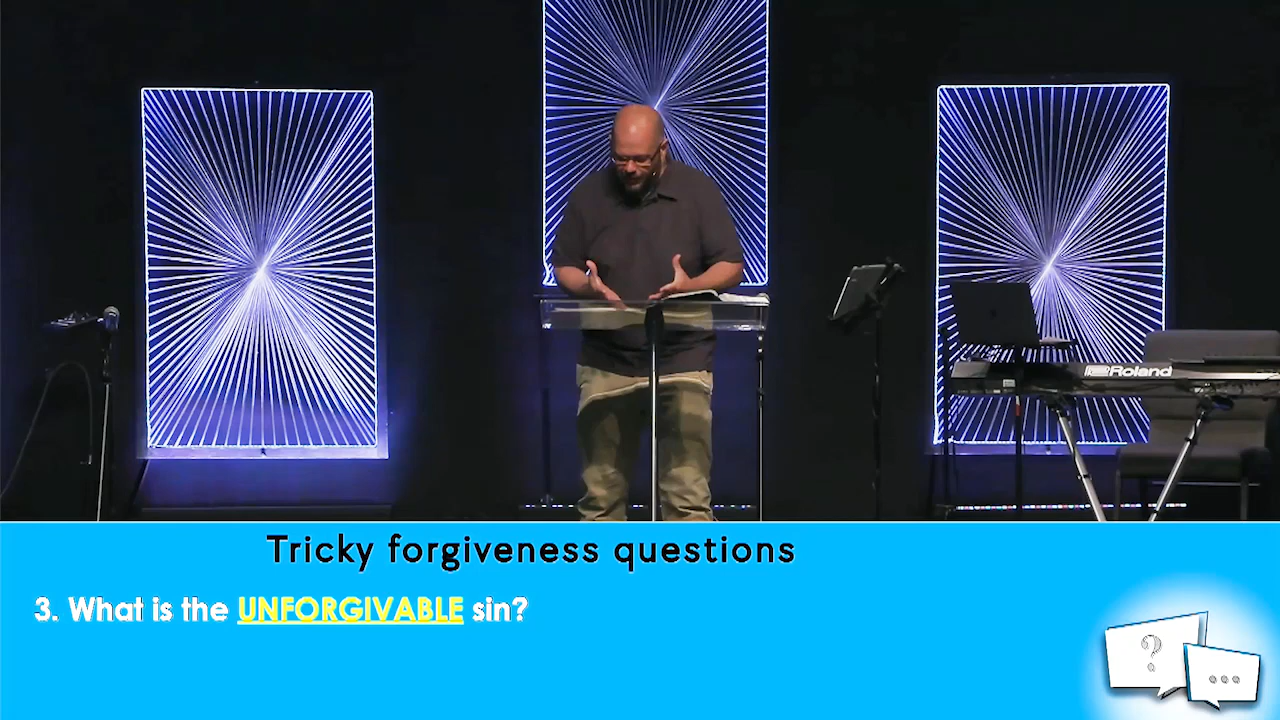 Roland
Tricky forgiveness questions
3. What is the UNFORGIVABLE sin?
?
...